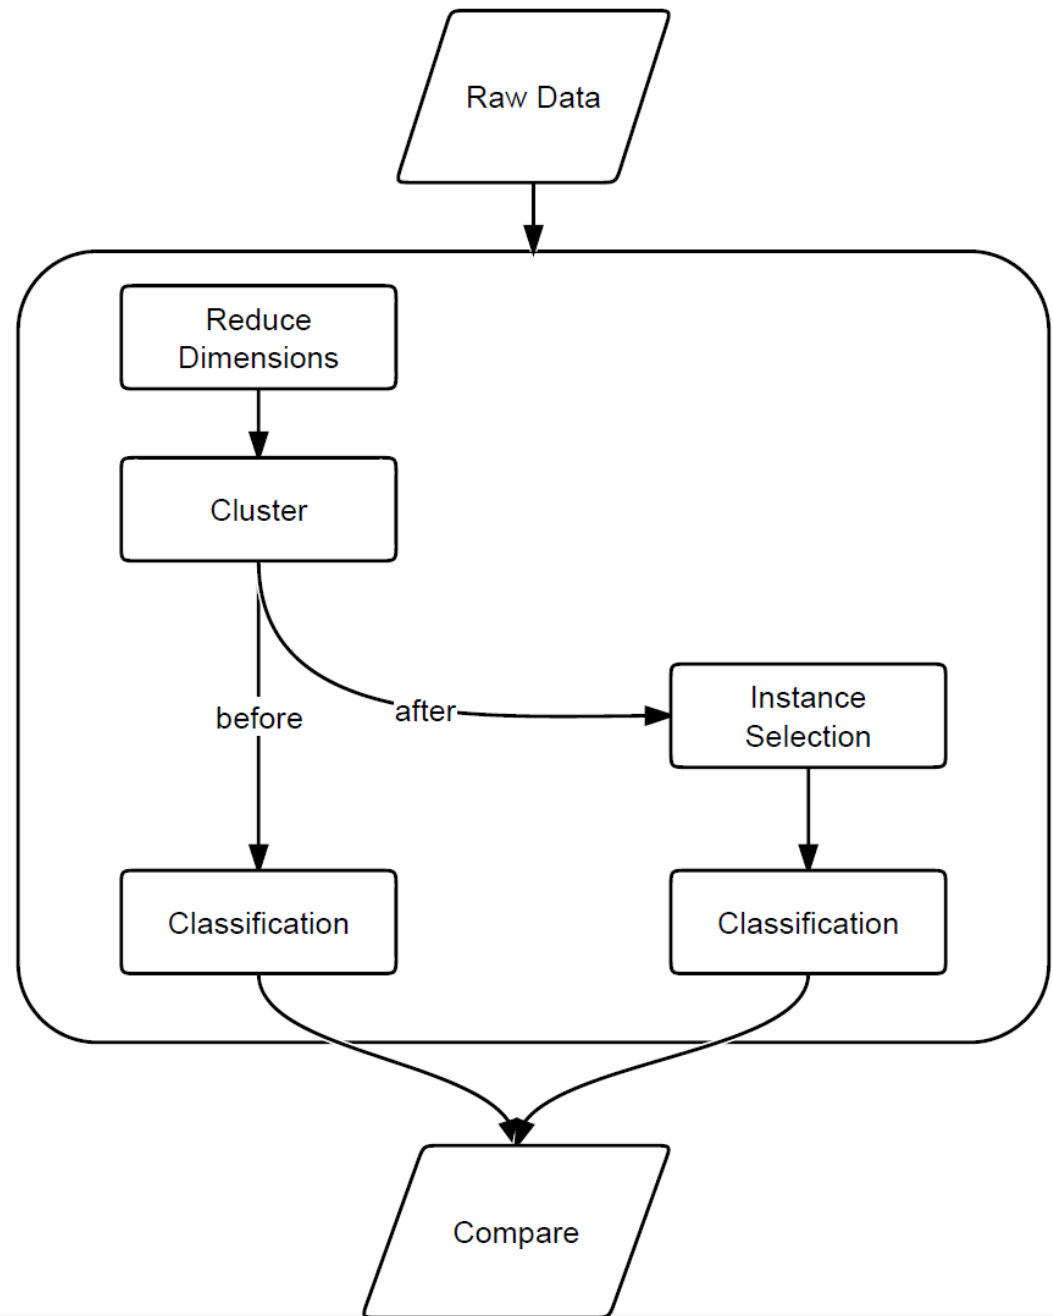 Raw Data
Reduce
Dimensions
Cluster
before
after
Instance
Selection
Classification
Classification
Compare